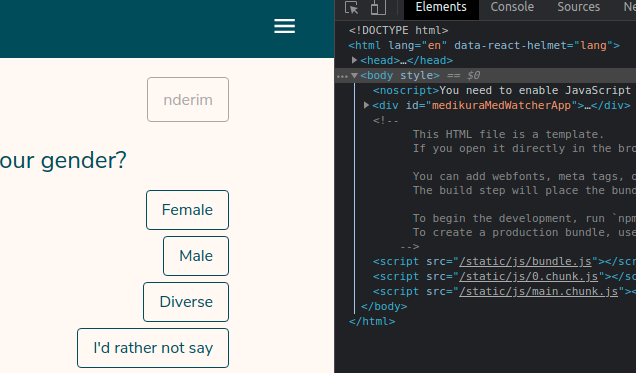 nderim
our gender?
Female
Male
Diverse
I'd rather not say
Elements Console Sources
<!DOCTYPE html>
<html lang="en" data-react-helmet="lang">
<head>…</head>
…<body style> == $0
<noscript>You need to enable JavaScript
<div id="medikuraMedWatcherApp">…</div>
<!--
This HTML file is a template.
If you open it directly in the bro
You can add webfonts, meta tags, o
The build step will place the bund
To begin the development, run `npm
To create a production bundle, use
-->
<script src="/static/js/bundle.js"></s
<script src="/static/js/0.chunk.js"></sc
<script src="/static/js/main.chunk.js"><
</body>
</html>